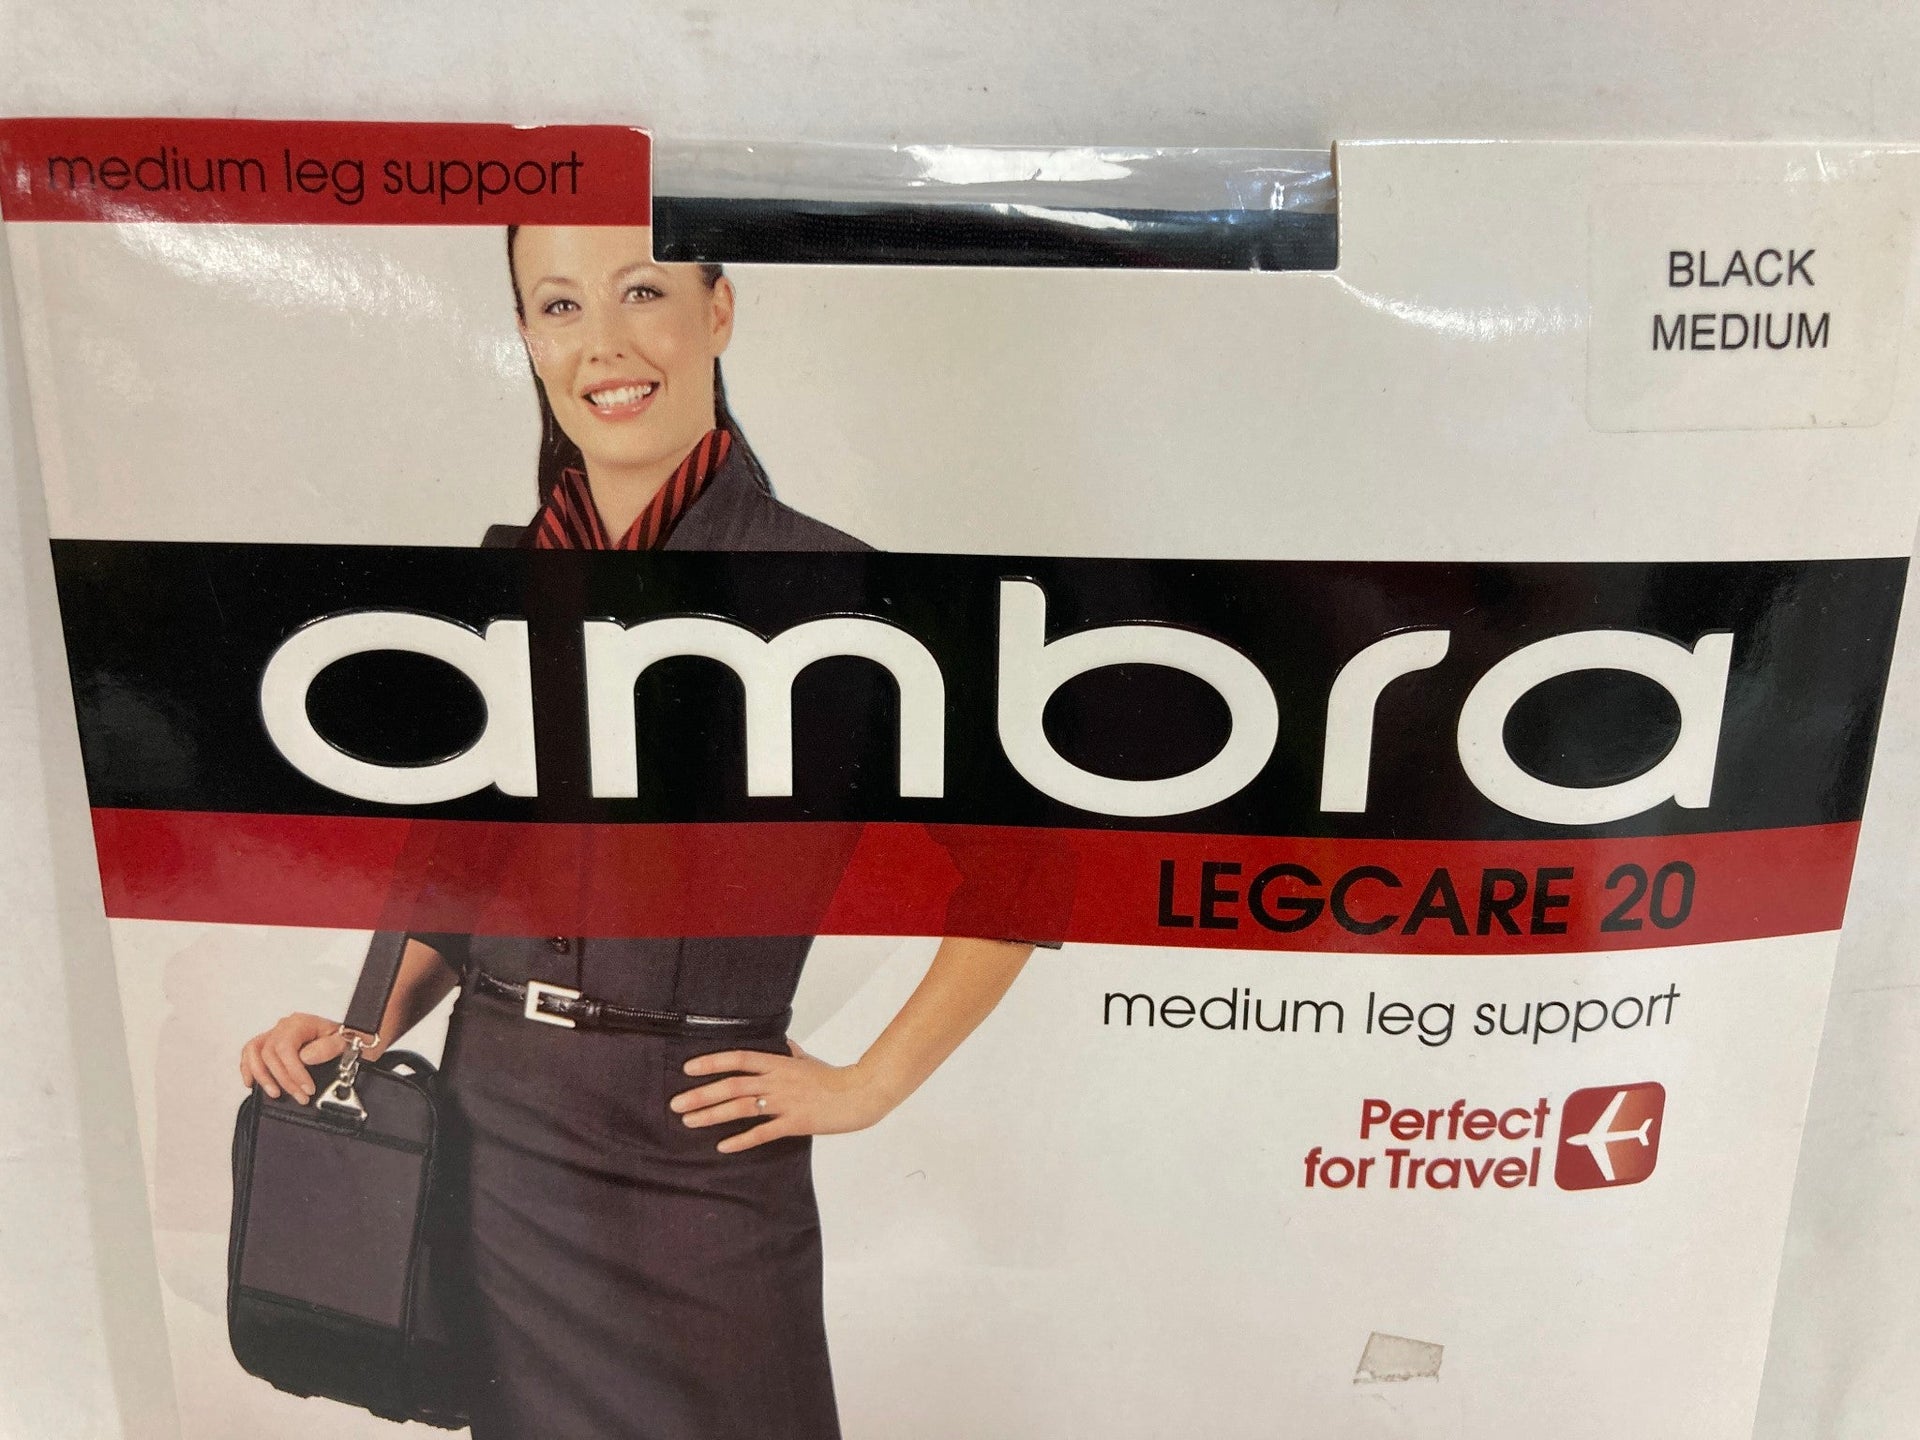 medium leg support
BLACK
MEDIUM
ambra
LEGCARE 20
medium leg support
Perfect
for Travel